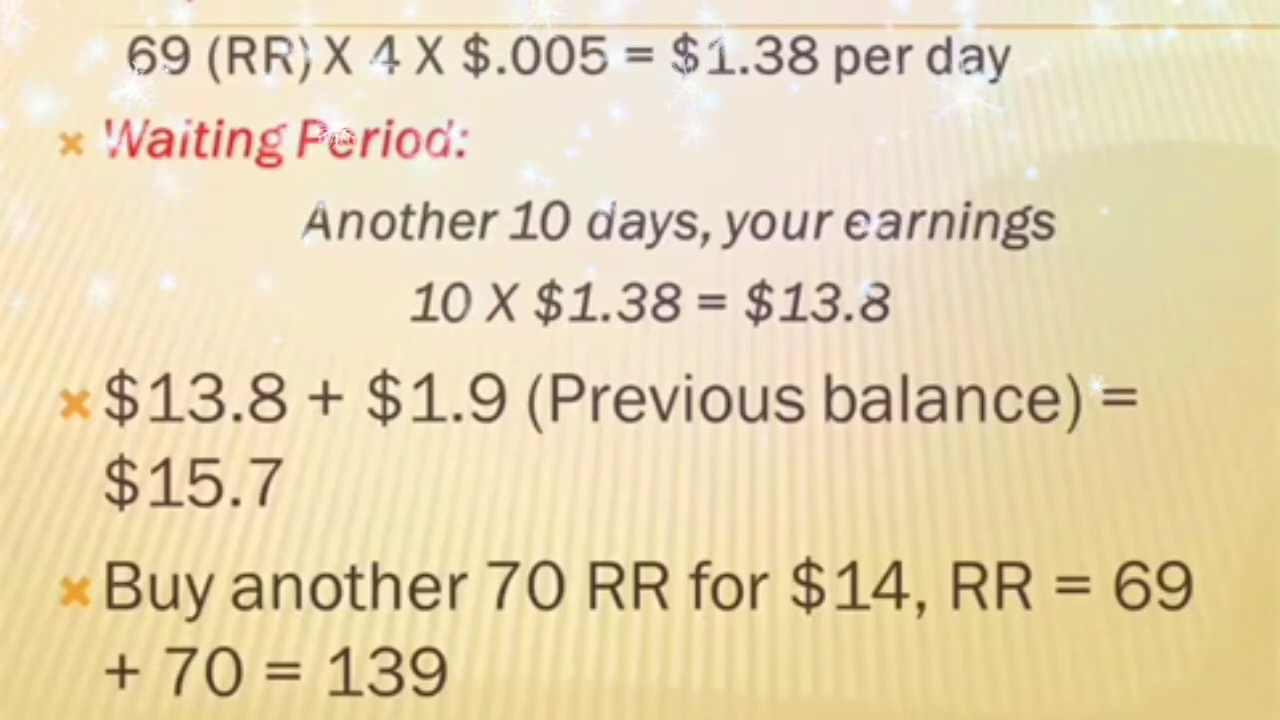 69 (RR) X 4 X $.005 = $1.38 per day
Waiting Period:
Another 10 days, your earnings
10 X $1.38 = $13.8
$13.8 + $1.9 (Previous balance) =
$15.7
Buy another 70 RR for $14, RR = 69
+ 70 = 139